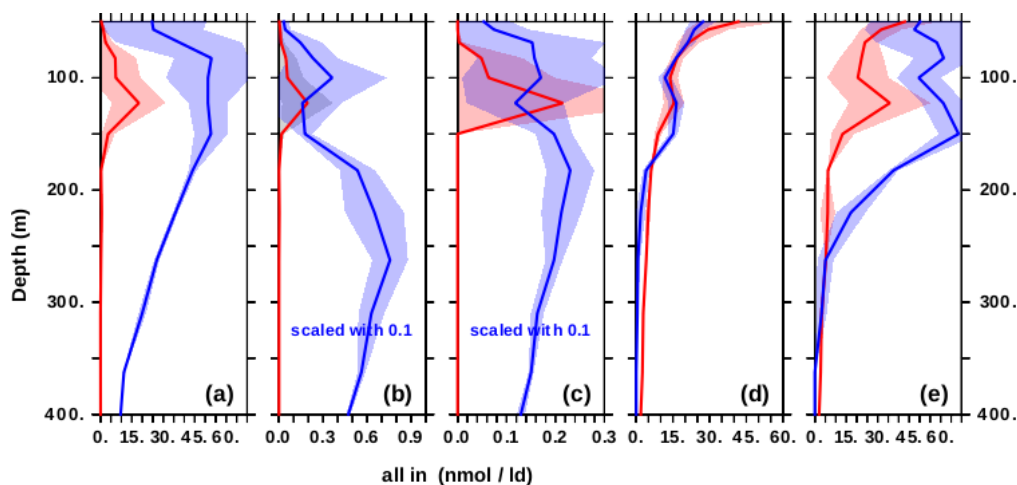 100.
200.
300.
400.
Depth (m)
scaled with 0.1
scaled with 0.1
(a)
(b)
(c)
(d)
(e)
100.
200.
300.
400.
0. 15. 30. 45. 60.
0.0 0.3 0.6 0.9
0.0 0.1 0.2 0.3
0. 15. 30. 45. 60.
0. 15. 30. 45. 60.
all in (nmol / ld)